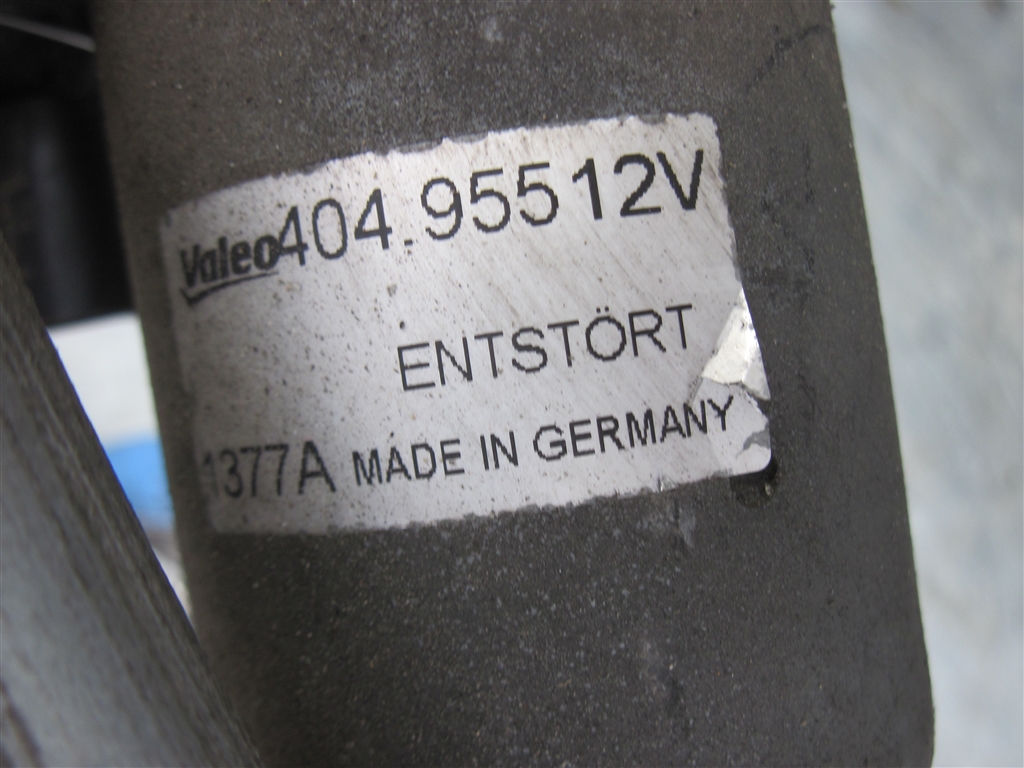 Valeo 404.955 12V
ENTSTÖRT
1377A MADE IN GERMANY